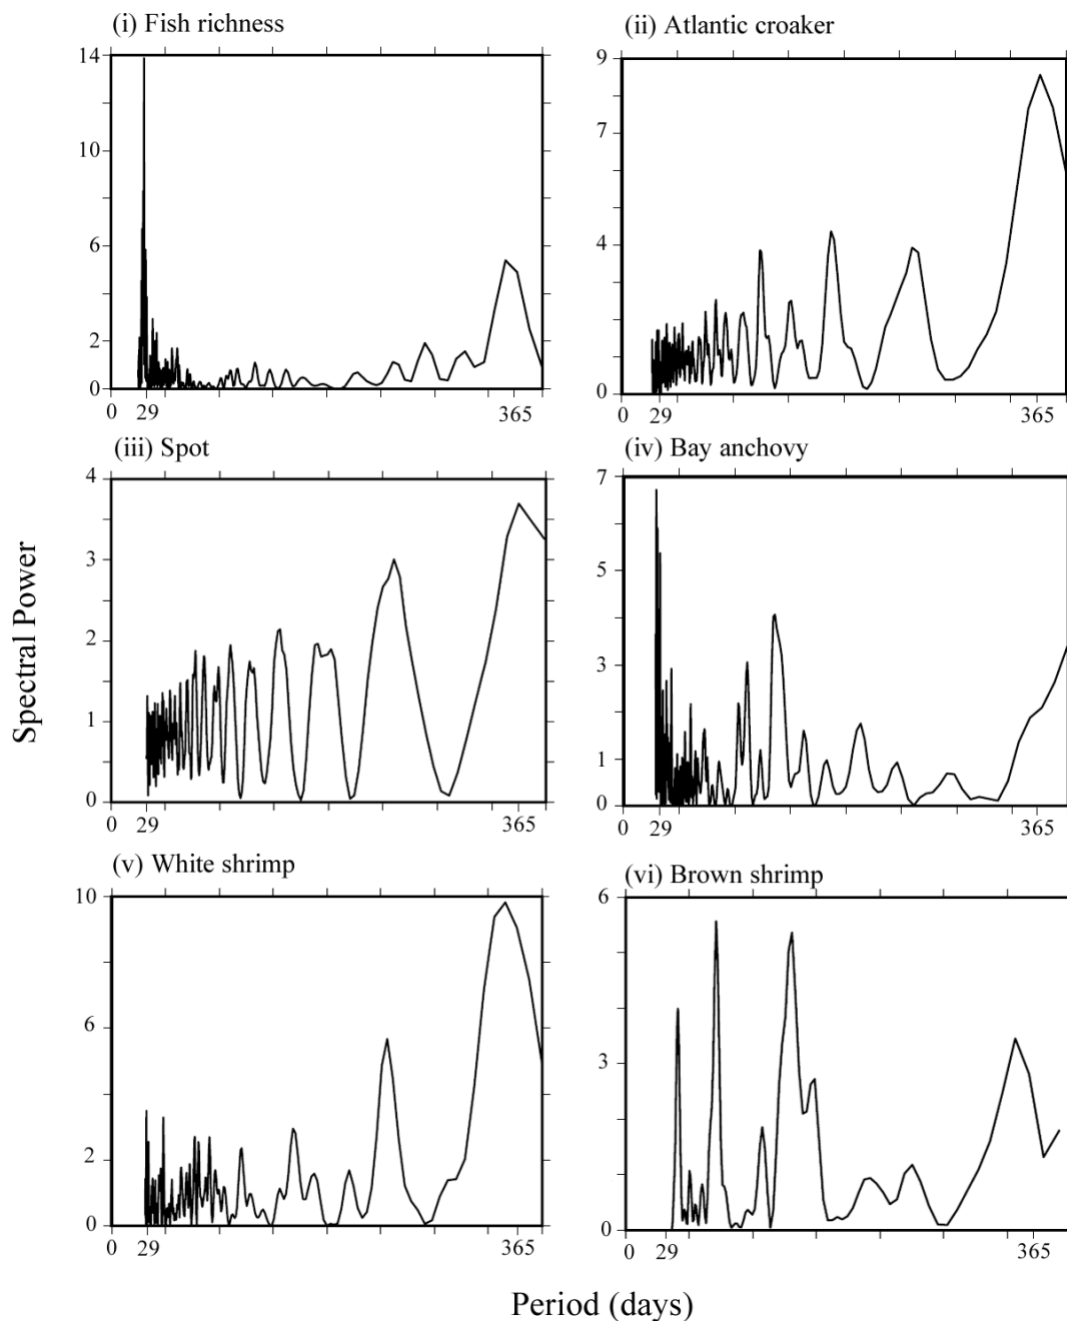 (i) Fish richness
14
10
6
2
0
0 29 365
(ii) Atlantic croaker
9
7
4
0
0 29 365
(iii) Spot
4
3
2
1
0
0 29 365
(iv) Bay anchovy
7
5
3
1
0
0 29 365
(v) White shrimp
10
6
2
0
0 29 365
(vi) Brown shrimp
6
3
0
0 29 365
Spectral Power
Period (days)